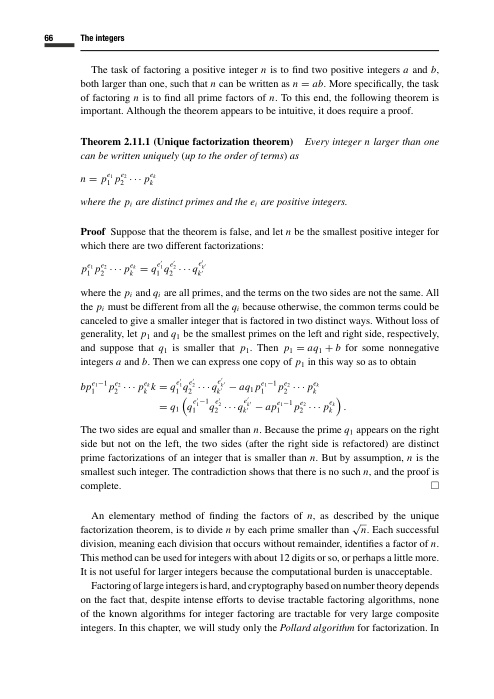 66 The integers
The task of factoring a positive integer n is to find two positive integers a and b,
both larger than one, such that n can be written as n = ab. More specifically, the task
of factoring n is to find all prime factors of n. To this end, the following theorem is
important. Although the theorem appears to be intuitive, it does require a proof.
Theorem 2.11.1 (Unique factorization theorem) Every integer n larger than one
can be written uniquely (up to the order of terms) as
n = p_1^{e_1} p_2^{e_2} ··· p_k^{e_k}
where the p_i are distinct primes and the e_i are positive integers.
Proof Suppose that the theorem is false, and let n be the smallest positive integer for
which there are two different factorizations:
p_1^{e_1} p_2^{e_2} ··· p_k^{e_k} = q_1^{e'_1} q_2^{e'_2} ··· q_{k'}^{e'_{k'}}
where the p_i and q_i are all primes, and the terms on the two sides are not the same. All
the p_i must be different from all the q_i because otherwise, the common terms could be
canceled to give a smaller integer that is factored in two distinct ways. Without loss of
generality, let p_1 and q_1 be the smallest primes on the left and right side, respectively,
and suppose that q_1 is smaller that p_1. Then p_1 = aq_1 + b for some nonnegative
integers a and b. Then we can express one copy of p_1 in this way so as to obtain
bp_1^{e_1−1} p_2^{e_2} ··· p_k^{e_k} k = q_1^{e'_1} q_2^{e'_2} ··· q_{k'}^{e'_{k'}} − aq_1 p_1^{e_1−1} p_2^{e_2} ··· p_k^{e_k}
= q_1 (q_1^{e'_1−1} q_2^{e'_2} ··· q_{k'}^{e'_{k'}} − ap_1^{e_1−1} p_2^{e_2} ··· p_k^{e_k}).
The two sides are equal and smaller than n. Because the prime q_1 appears on the right
side but not on the left, the two sides (after the right side is refactored) are distinct
prime factorizations of an integer that is smaller than n. But by assumption, n is the
smallest such integer. The contradiction shows that there is no such n, and the proof is
complete. □
An elementary method of finding the factors of n, as described by the unique
factorization theorem, is to divide n by each prime smaller than √n. Each successful
division, meaning each division that occurs without remainder, identifies a factor of n.
This method can be used for integers with about 12 digits or so, or perhaps a little more.
It is not useful for larger integers because the computational burden is unacceptable.
Factoring of large integers is hard, and cryptography based on number theory depends
on the fact that, despite intense efforts to devise tractable factoring algorithms, none
of the known algorithms for integer factoring are tractable for very large composite
integers. In this chapter, we will study only the Pollard algorithm for factorization. In